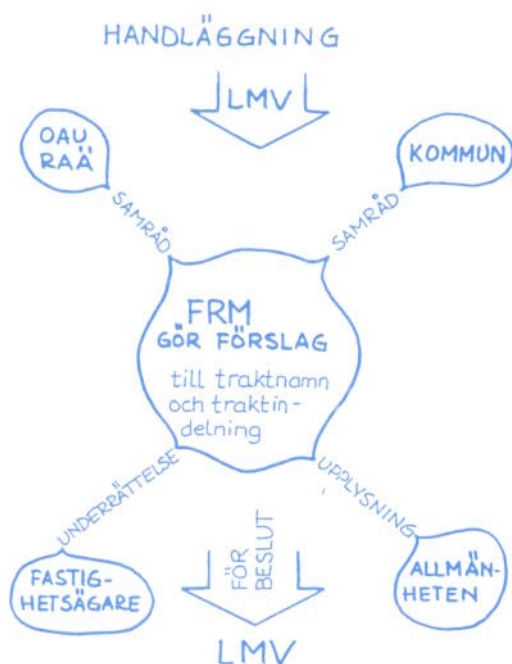 HANDLÄGGNING
LMV
OAU
RAÄ
KOMMUN
SAMRÅD
SAMRÅD
FRM
GÖR FÖRSLAG
till traktnamn
och traktin-
delning
UNDERRÄTTELSE
UPPLYSNING
FASTIG-
HETSÄGARE
FÖR
BESLUT
ALLMÄN-
HETEN
LMV